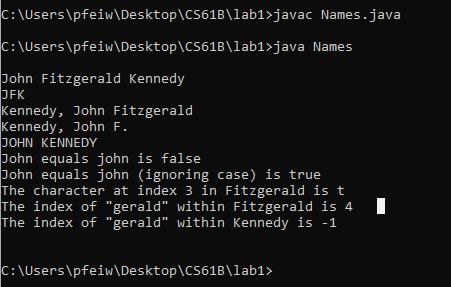 C:\Users\pfeiw\Desktop\CS61B\lab1>javac Names.java
C:\Users\pfeiw\Desktop\CS61B\lab1>java Names
John Fitzgerald Kennedy
JFK
Kennedy, John Fitzgerald
Kennedy, John F.
JOHN KENNEDY
John equals john is false
John equals john (ignoring case) is true
The character at index 3 in Fitzgerald is t
The index of "gerald" within Fitzgerald is 4
The index of "gerald" within Kennedy is -1
C:\Users\pfeiw\Desktop\CS61B\lab1>